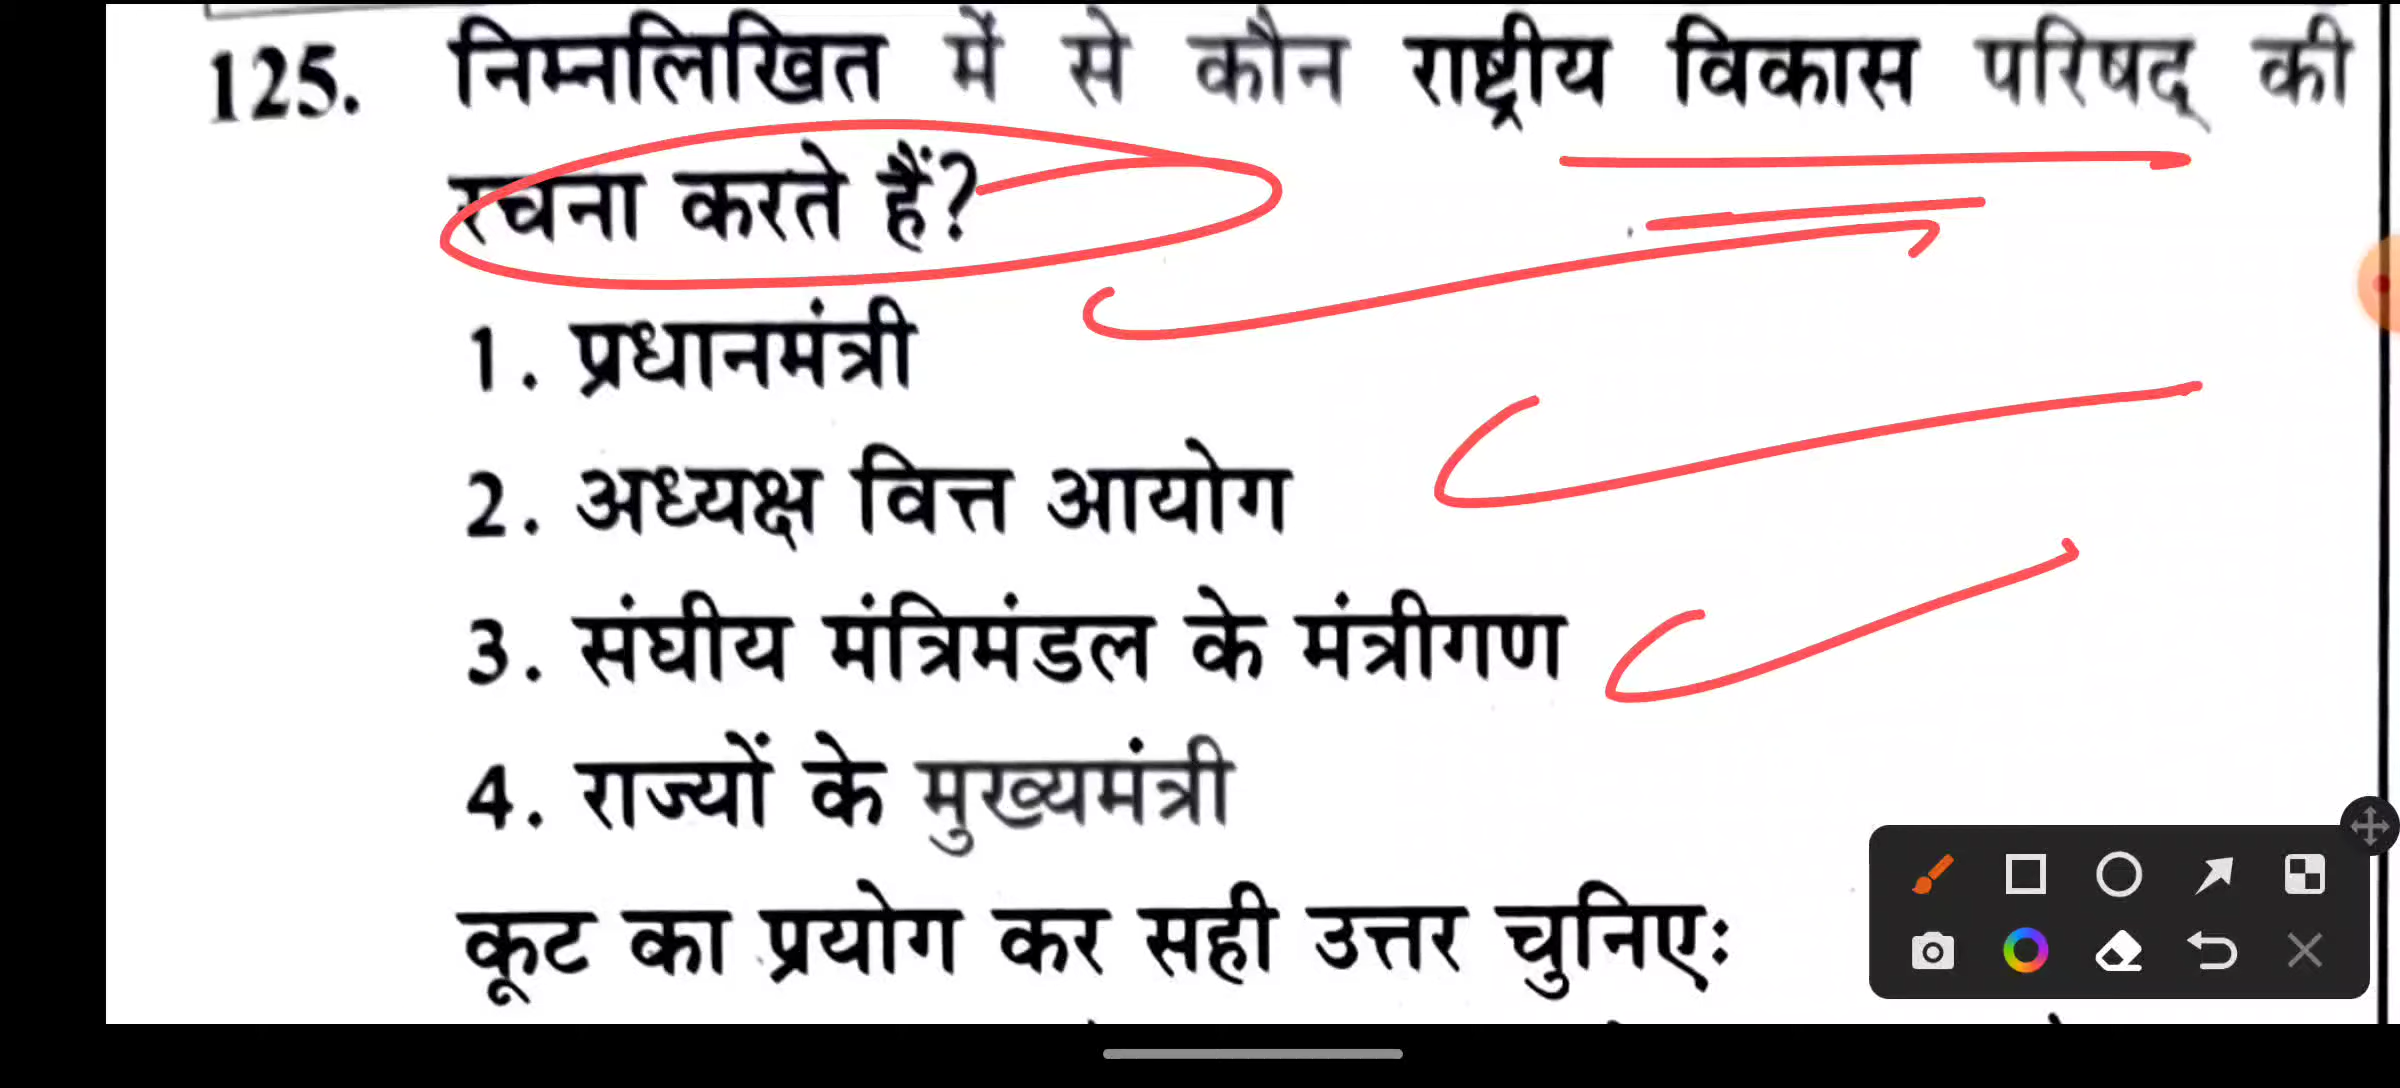 125. निम्नलिखित में से कौन राष्ट्रीय विकास परिषद् की
रचना करते हैं?
1. प्रधानमंत्री
2. अध्यक्ष वित्त आयोग
3. संघीय मंत्रिमंडल के मंत्रीगण
4. राज्यों के मुख्यमंत्री
कूट का प्रयोग कर सही उत्तर चुनिएः